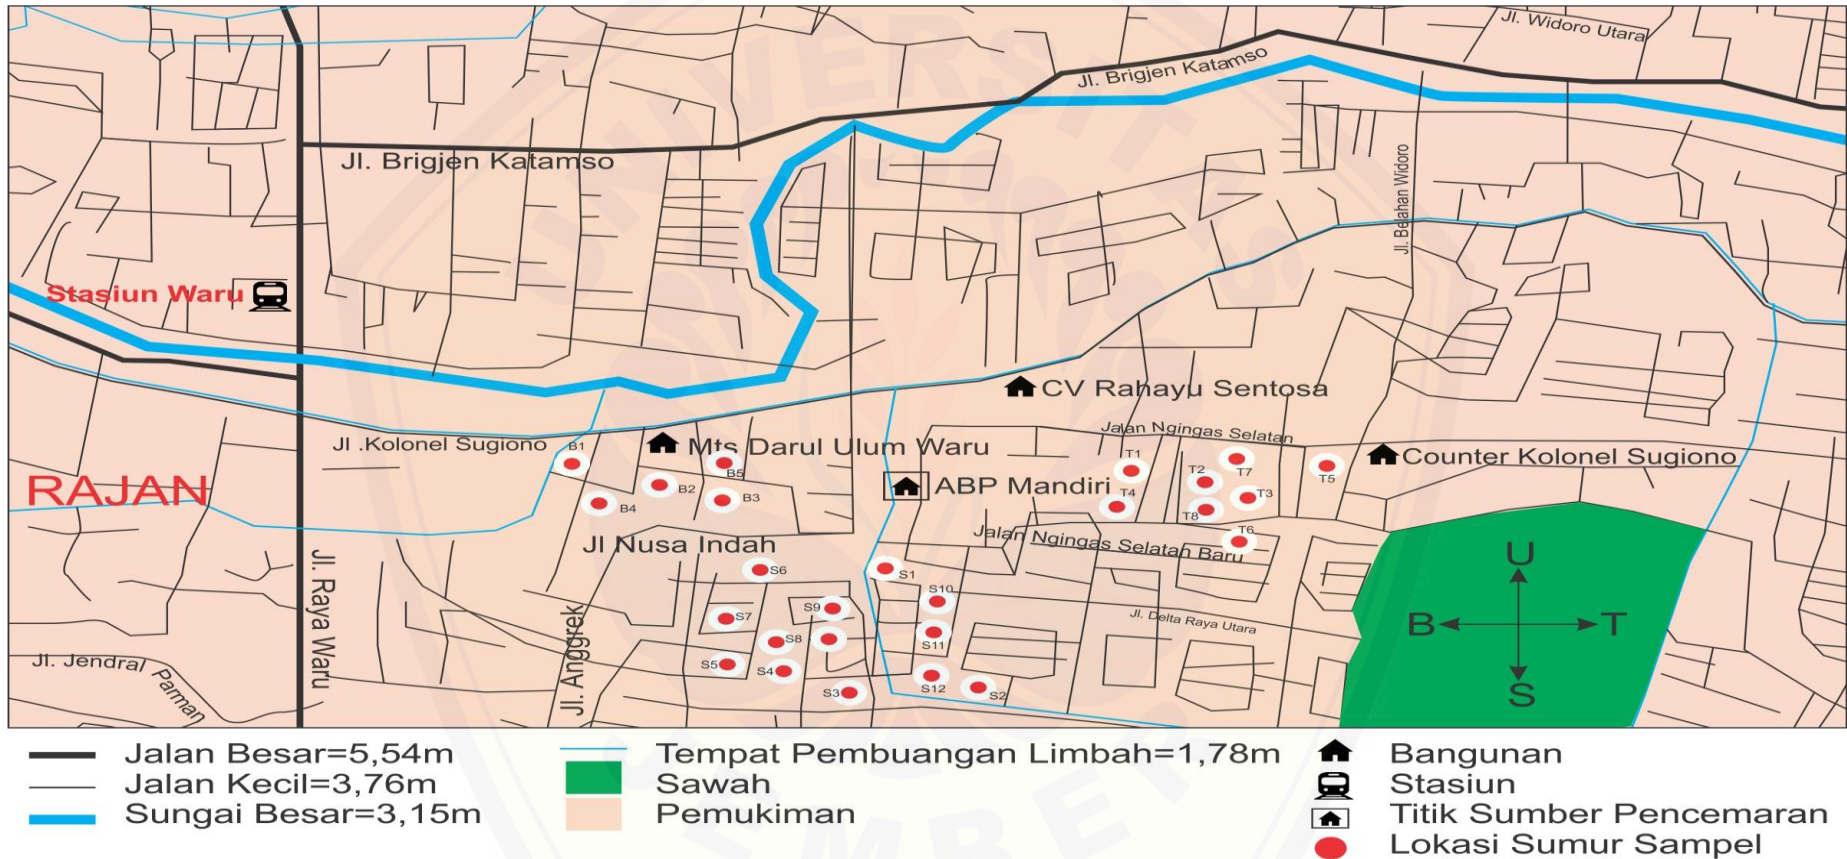 Jl. Widoro Utara
Jl. Brigjen Katamso
Jl. Brigjen Katamso
Jl. Belahan Widoro
Stasiun Waru
CV Rahayu Sentosa
Jl .Kolonel Sugiono
B1
Mts Darul Ulum Waru
Jalan Ngingas Selatan
Counter Kolonel Sugiono
RAJAN
B5
B2
B3
B4
ABP Mandiri
T1
T2
T7
T5
T4
T3
T8
T6
Jl Nusa Indah
Jalan Ngingas Selatan Baru
Jl. Raya Waru
Jl. Anggrek
S6
S1
S10
S9
S7
S8
S11
S5
S4
S3
S12
S2
Jl. Delta Raya Utara
Jl. Jendral Parman
U
B
T
S
Jalan Besar=5,54m
Jalan Kecil=3,76m
Sungai Besar=3,15m
Tempat Pembuangan Limbah=1,78m
Sawah
Pemukiman
Bangunan
Stasiun
Titik Sumber Pencemaran
Lokasi Sumur Sampel
UNIVERSITAS
JEMBER